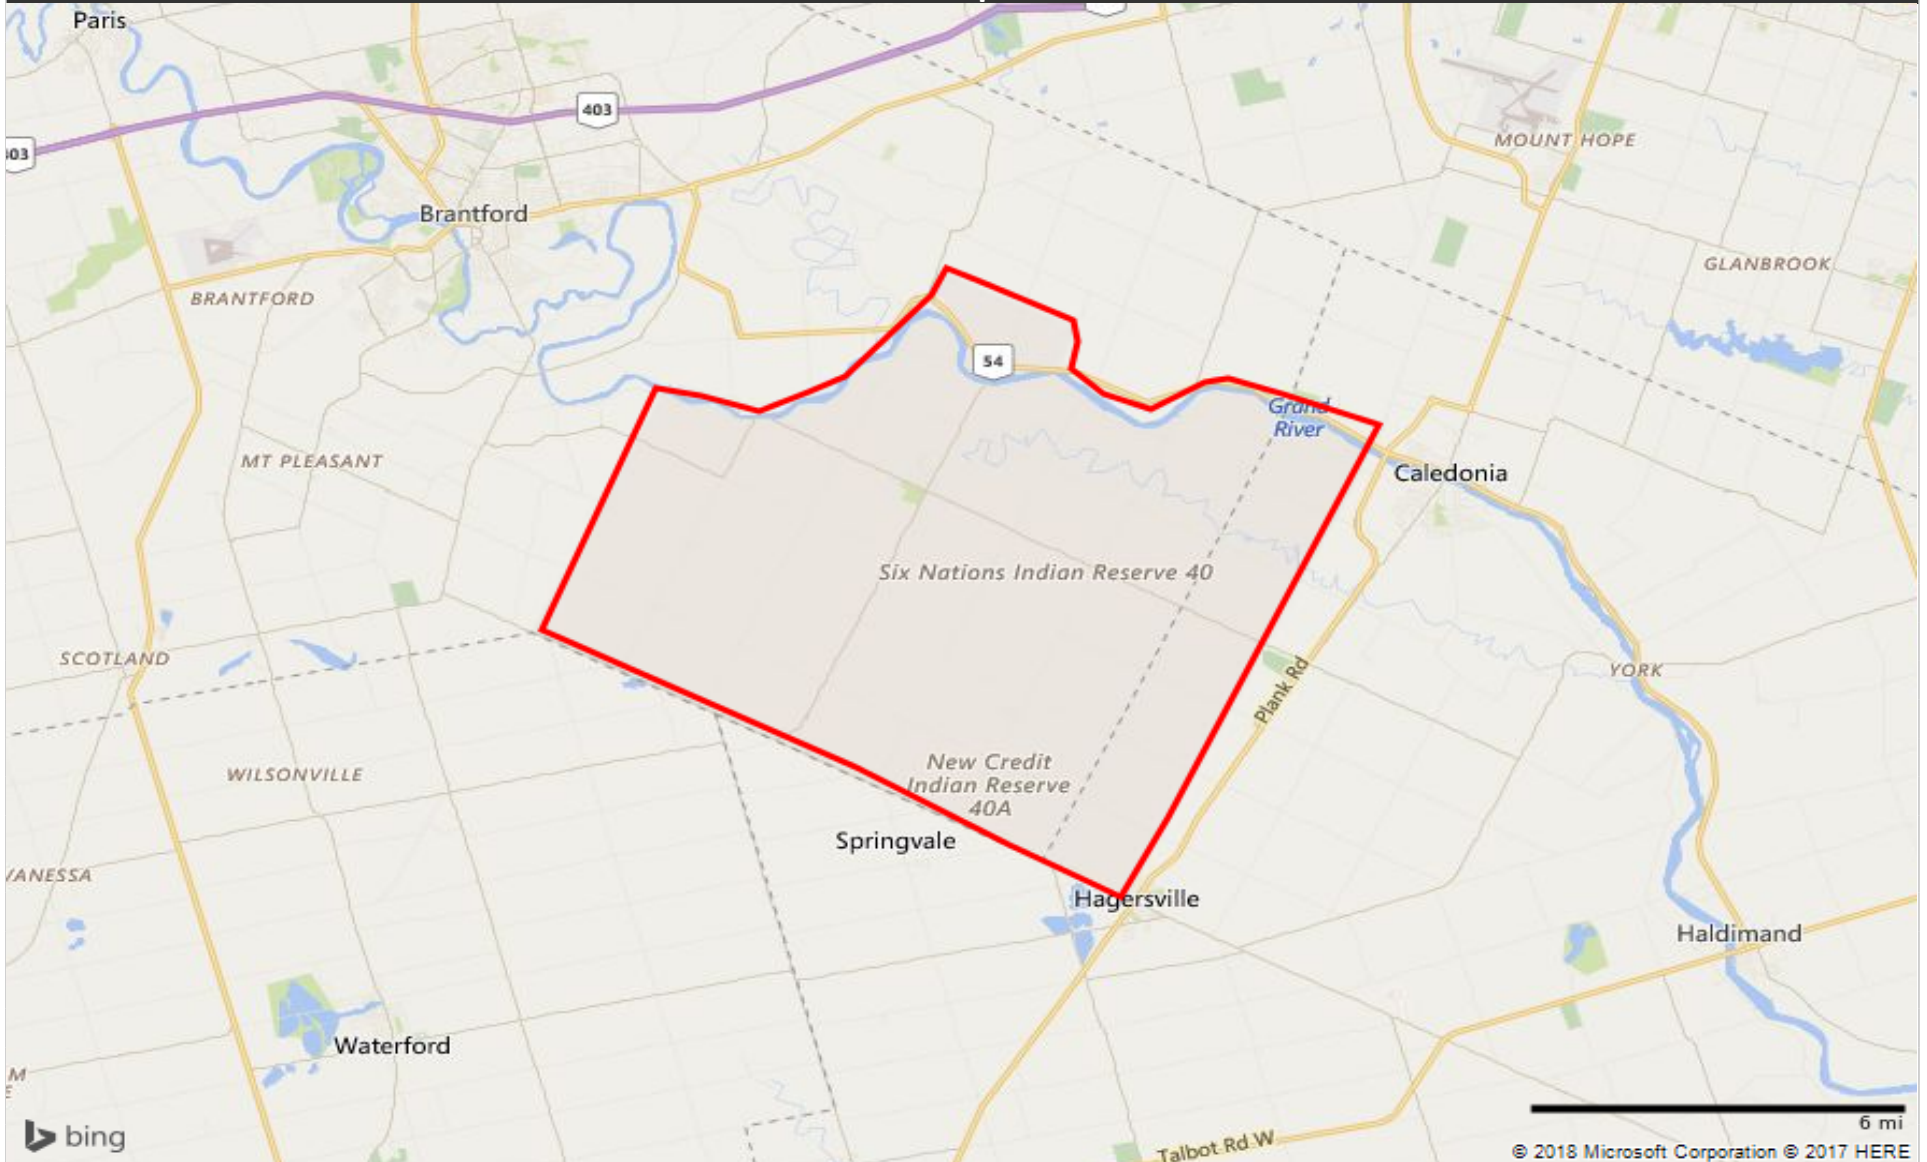 Paris
403
403
MOUNT HOPE
Brantford
GLANBROOK
BRANTFORD
54
Grand
River
MT PLEASANT
Caledonia
Six Nations Indian Reserve 40
SCOTLAND
YORK
Plank Rd
New Credit
Indian Reserve
40A
WILSONVILLE
Springvale
VANESSA
Hagersville
Haldimand
Waterford
M
E
6 mi
bing
Talbot Rd W
© 2018 Microsoft Corporation © 2017 HERE